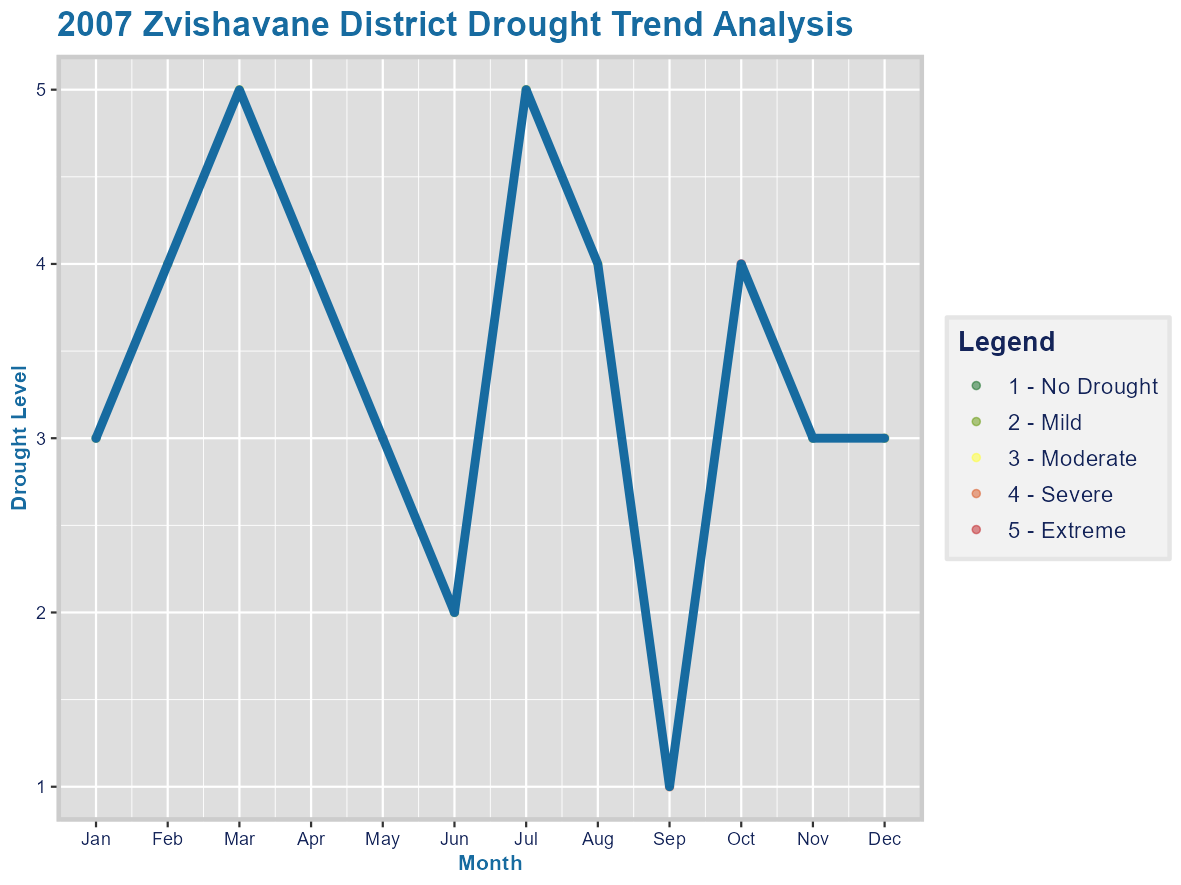 2007 Zvishavane District Drought Trend Analysis
5
4
3
2
1
Drought Level
Jan Feb Mar Apr May Jun Jul Aug Sep Oct Nov Dec
Month
Legend
1 - No Drought
2 - Mild
3 - Moderate
4 - Severe
5 - Extreme